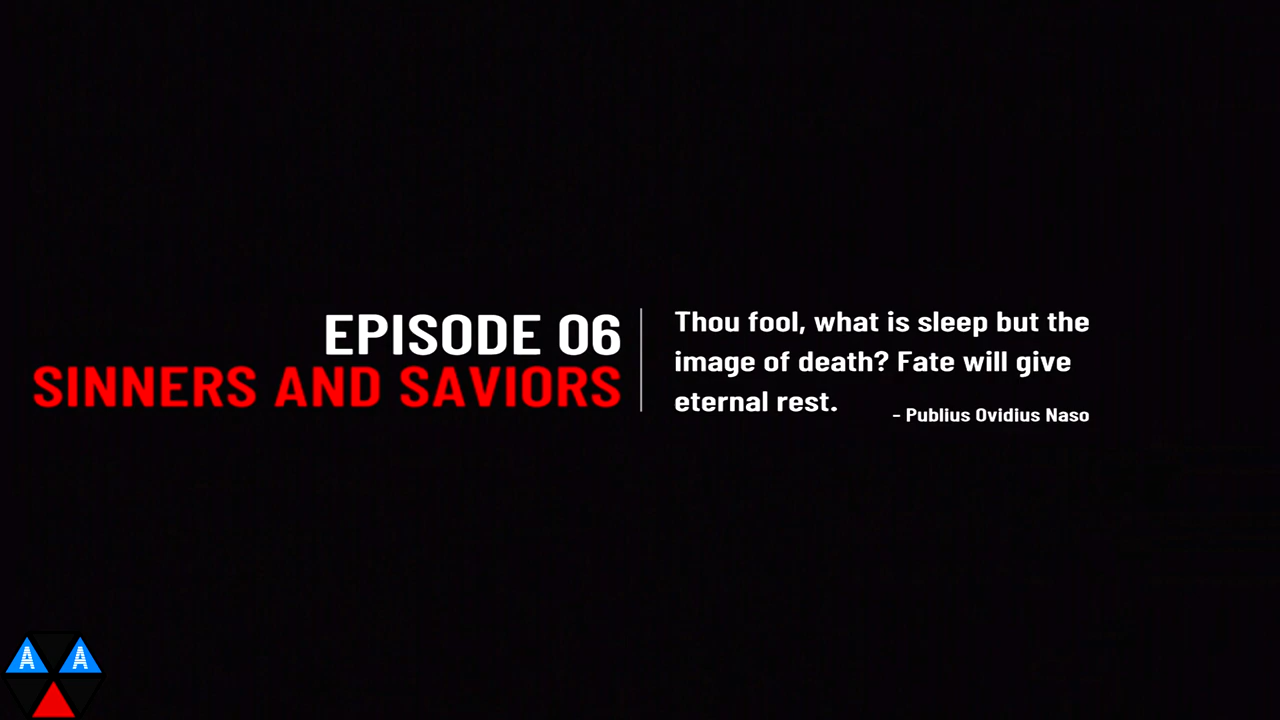 EPISODE 06
SINNERS AND SAVIORS
Thou fool, what is sleep but the
image of death? Fate will give
eternal rest.
- Publius Ovidius Naso
A A